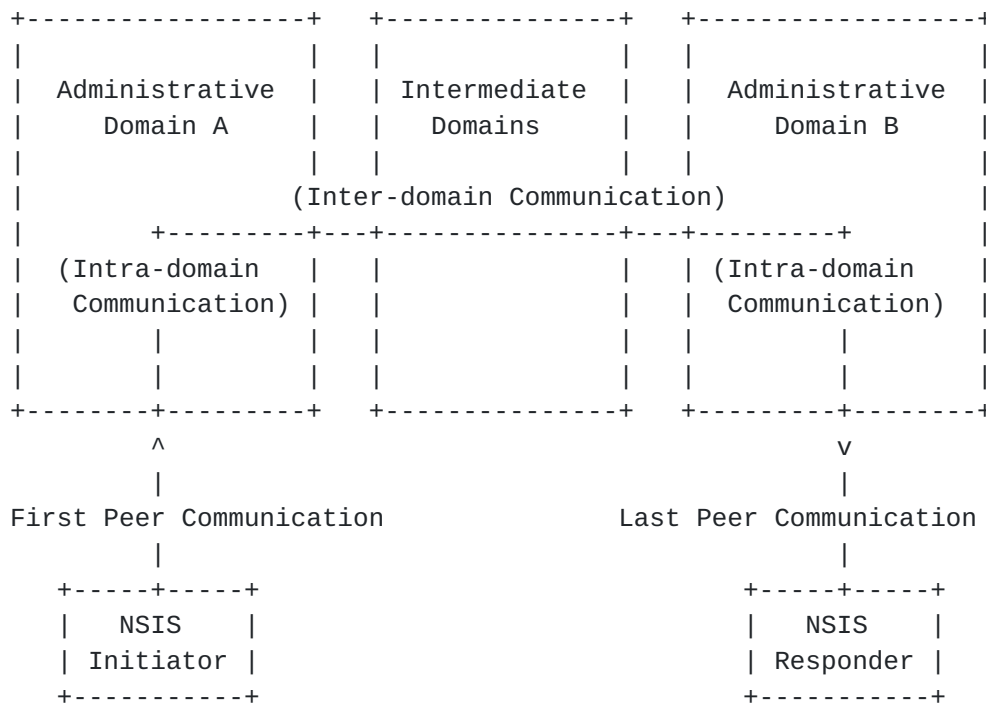 Administrative Intermediate Administrative
Domain A Domains Domain B
(Inter-domain Communication)
(Intra-domain (Intra-domain
Communication) Communication)
^ v
First Peer Communication Last Peer Communication
NSIS NSIS
Initiator Responder